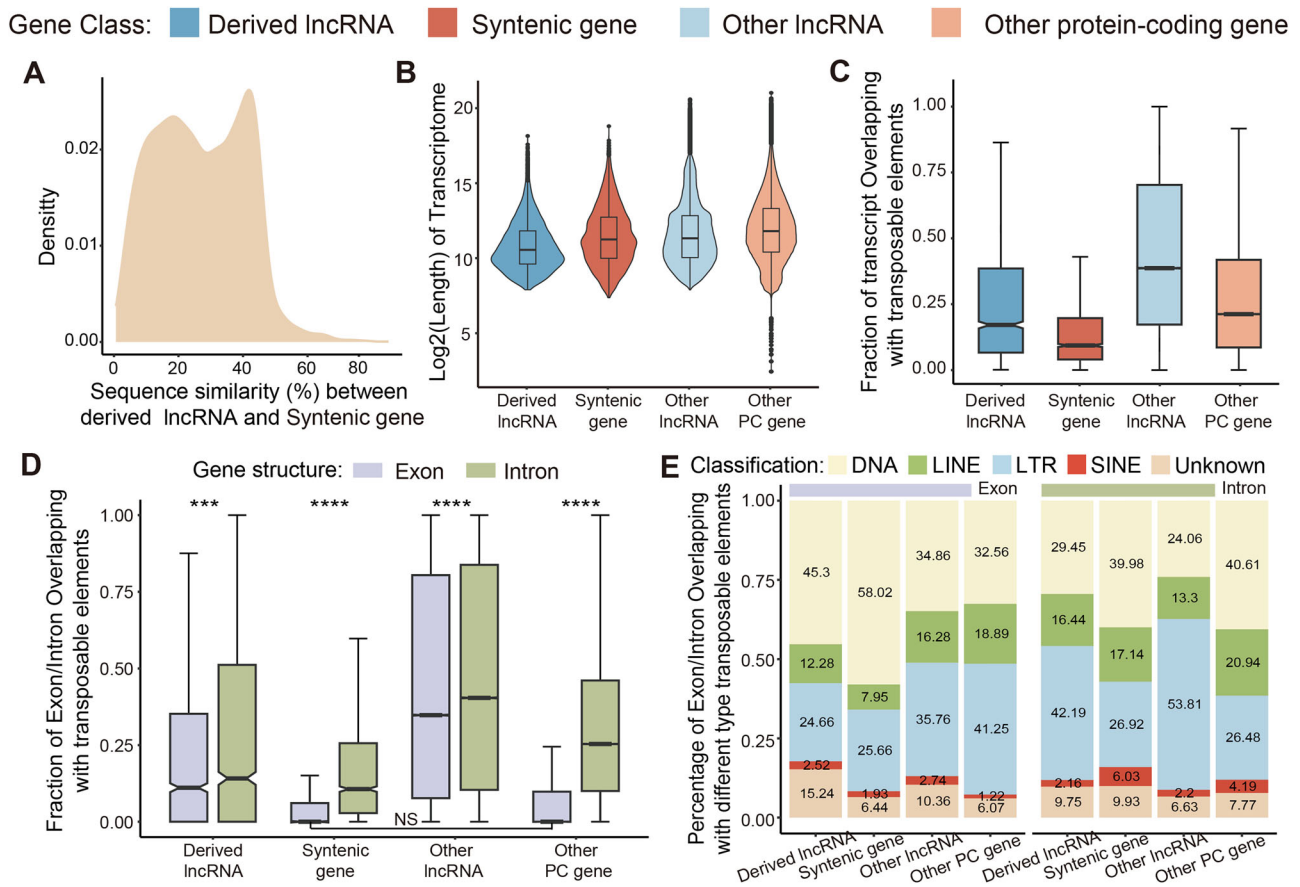 Gene Class: Derived lncRNA Syntenic gene Other lncRNA Other protein-coding gene
A
Densitty
0.02
0.01
0.00
0 20 40 60 80
Sequence similarity (%) between
derived lncRNA and Syntenic gene
B
Log2(Length) of Transcriptome
20
15
10
5
Derived Syntenic Other Other
lncRNA gene lncRNA PC gene
C
Fraction of transcript Overlapping
with transposable elements
1.00
0.75
0.50
0.25
0.00
Derived Syntenic Other Other
lncRNA gene lncRNA PC gene
D
Gene structure: Exon Intron
Fraction of Exon/Intron Overlapping
with transposable elements
1.00
0.75
0.50
0.25
0.00
*** **** **** ****
NS
Derived Syntenic Other Other
lncRNA gene lncRNA PC gene
E
Classification: DNA LINE LTR SINE Unknown
Exon Intron
Percentage of Exon/Intron Overlapping
with different type transposable elements
1.00
0.75
0.50
0.25
0.00
45.3 58.02 34.86 32.56 29.45 39.98 24.06 40.61
12.28 7.95 16.28 18.89 16.44 17.14 13.3 20.94
24.66 25.66 35.76 41.25 42.19 26.92 53.81 26.48
2.52 1.93 2.74 1.22 2.16 6.03 2.2 4.19
15.24 6.44 10.36 6.07 9.75 9.93 6.63 7.77
Derived lncRNA Syntenic gene Other lncRNA Other PC gene Derived lncRNA Syntenic gene Other lncRNA Other PC gene